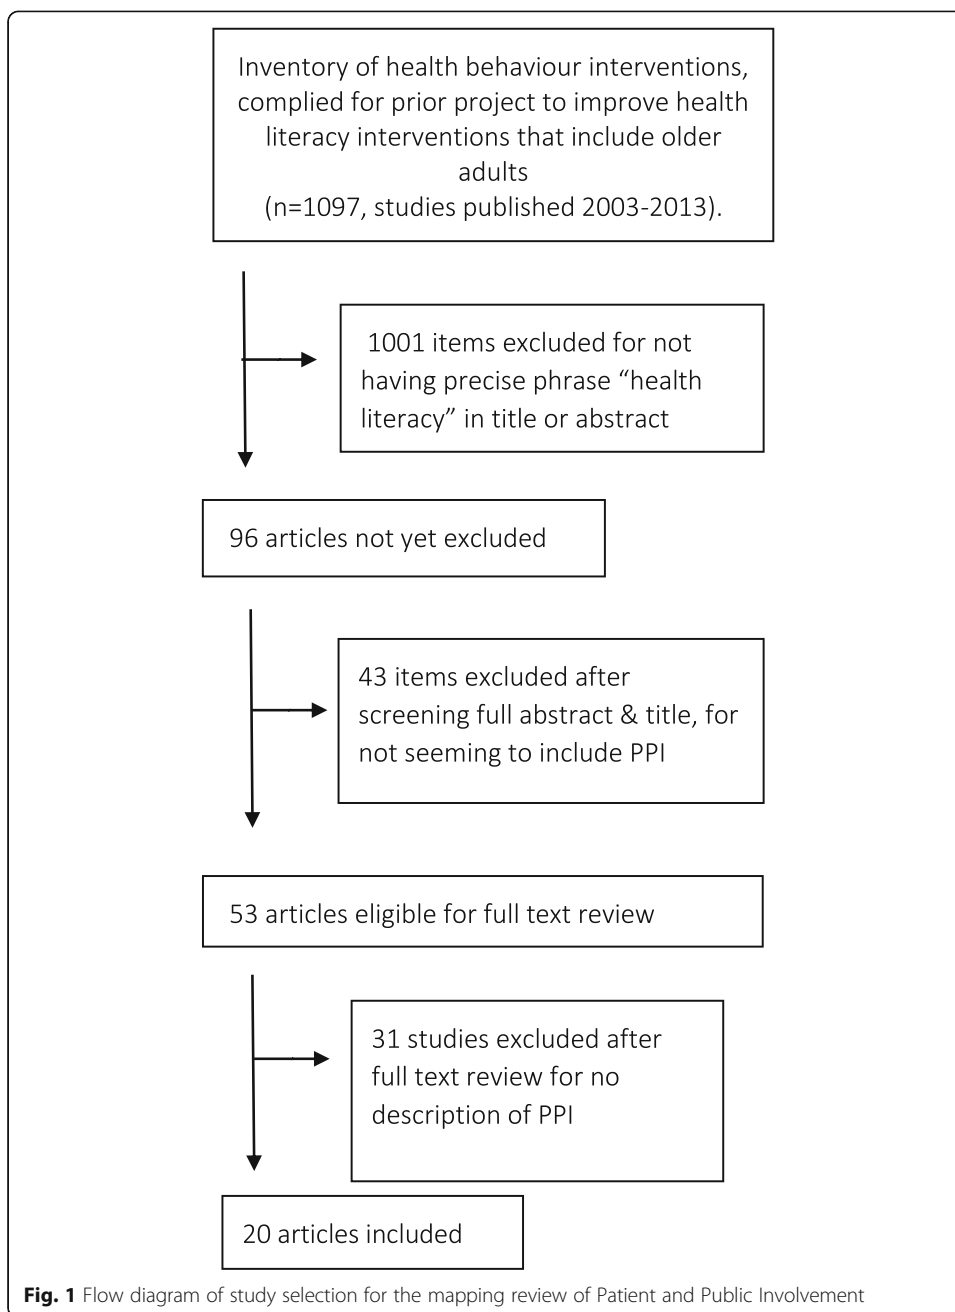 Inventory of health behaviour interventions,
complied for prior project to improve health
literacy interventions that include older
adults
(n=1097, studies published 2003-2013).
1001 items excluded for not
having precise phrase “health
literacy” in title or abstract
96 articles not yet excluded
43 items excluded after
screening full abstract & title, for
not seeming to include PPI
53 articles eligible for full text review
31 studies excluded after
full text review for no
description of PPI
20 articles included
Fig. 1 Flow diagram of study selection for the mapping review of Patient and Public Involvement